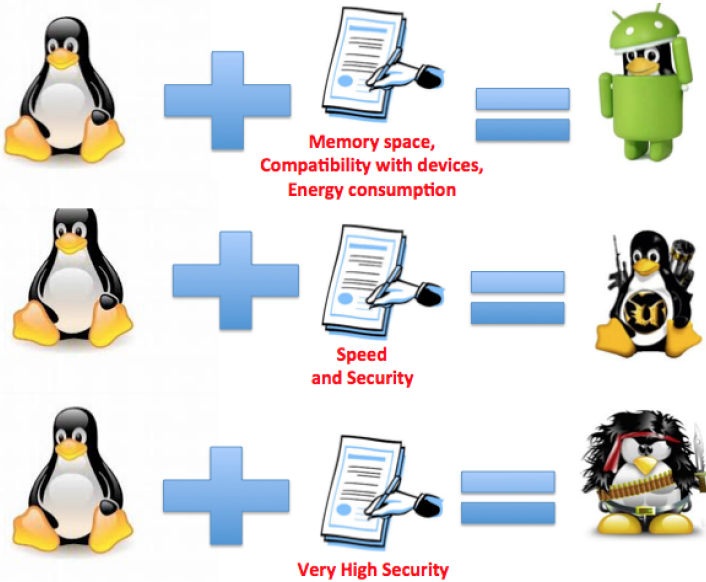 Memory space,
Compatibility with devices,
Energy consumption
Speed
and Security
Very High Security